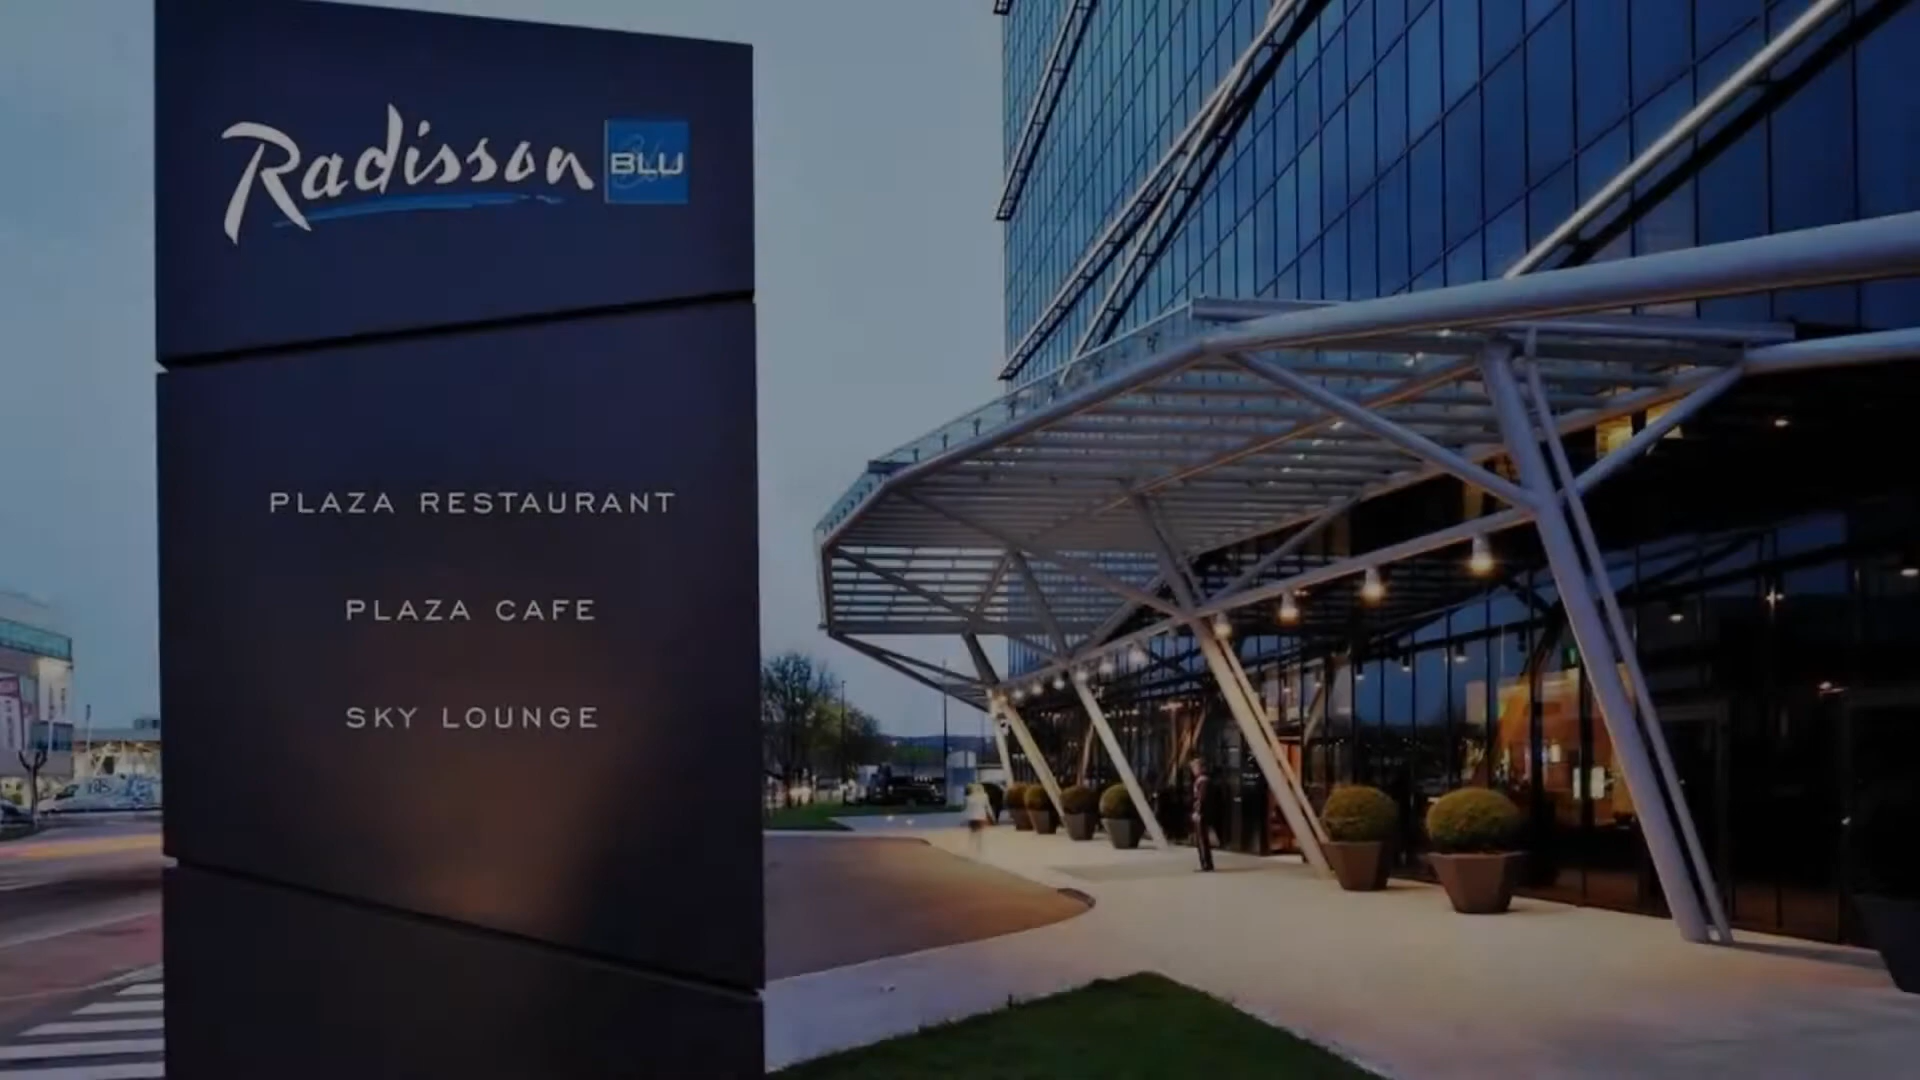 Radisson BLU
PLAZA RESTAURANT
PLAZA CAFE
SKY LOUNGE